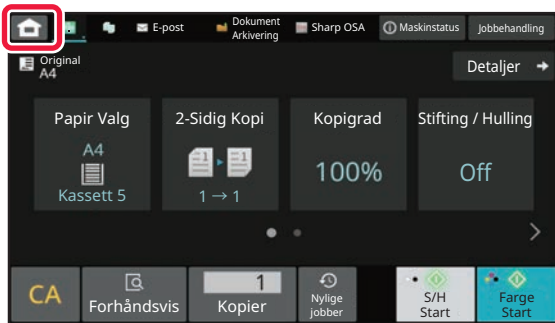 E-post
Dokument
Arkivering
Sharp OSA
Maskinstatus
Jobbehandling
Original
A4
Detaljer
Papir Valg
A4
Kassett 5
2-Sidig Kopi
1 → 1
Kopigrad
100%
Stifting / Hulling
Off
CA
Forhåndsvis
1
Kopier
Nylige
jobber
S/H
Start
Farge
Start